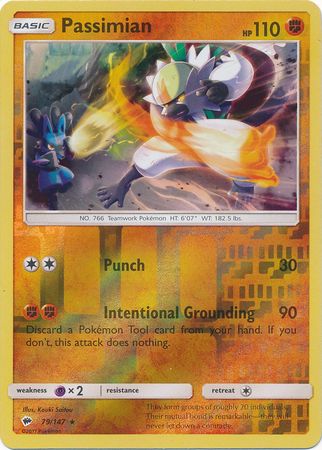 BASIC
Passimian
HP 110
NO. 766 Teamwork Pokémon HT: 6'07" WT: 182.5 lbs.
Punch 30
Intentional Grounding 90
Discard a Pokémon Tool card from your hand. If you
don't, this attack does nothing.
weakness ×2 resistance retreat
Illus. Kouki Saitou
79/147 ★
©2017 Pokémon
They form groups of roughly 20 individuals.
Their mutual bond is remarkable—they will
never let down a comrade.